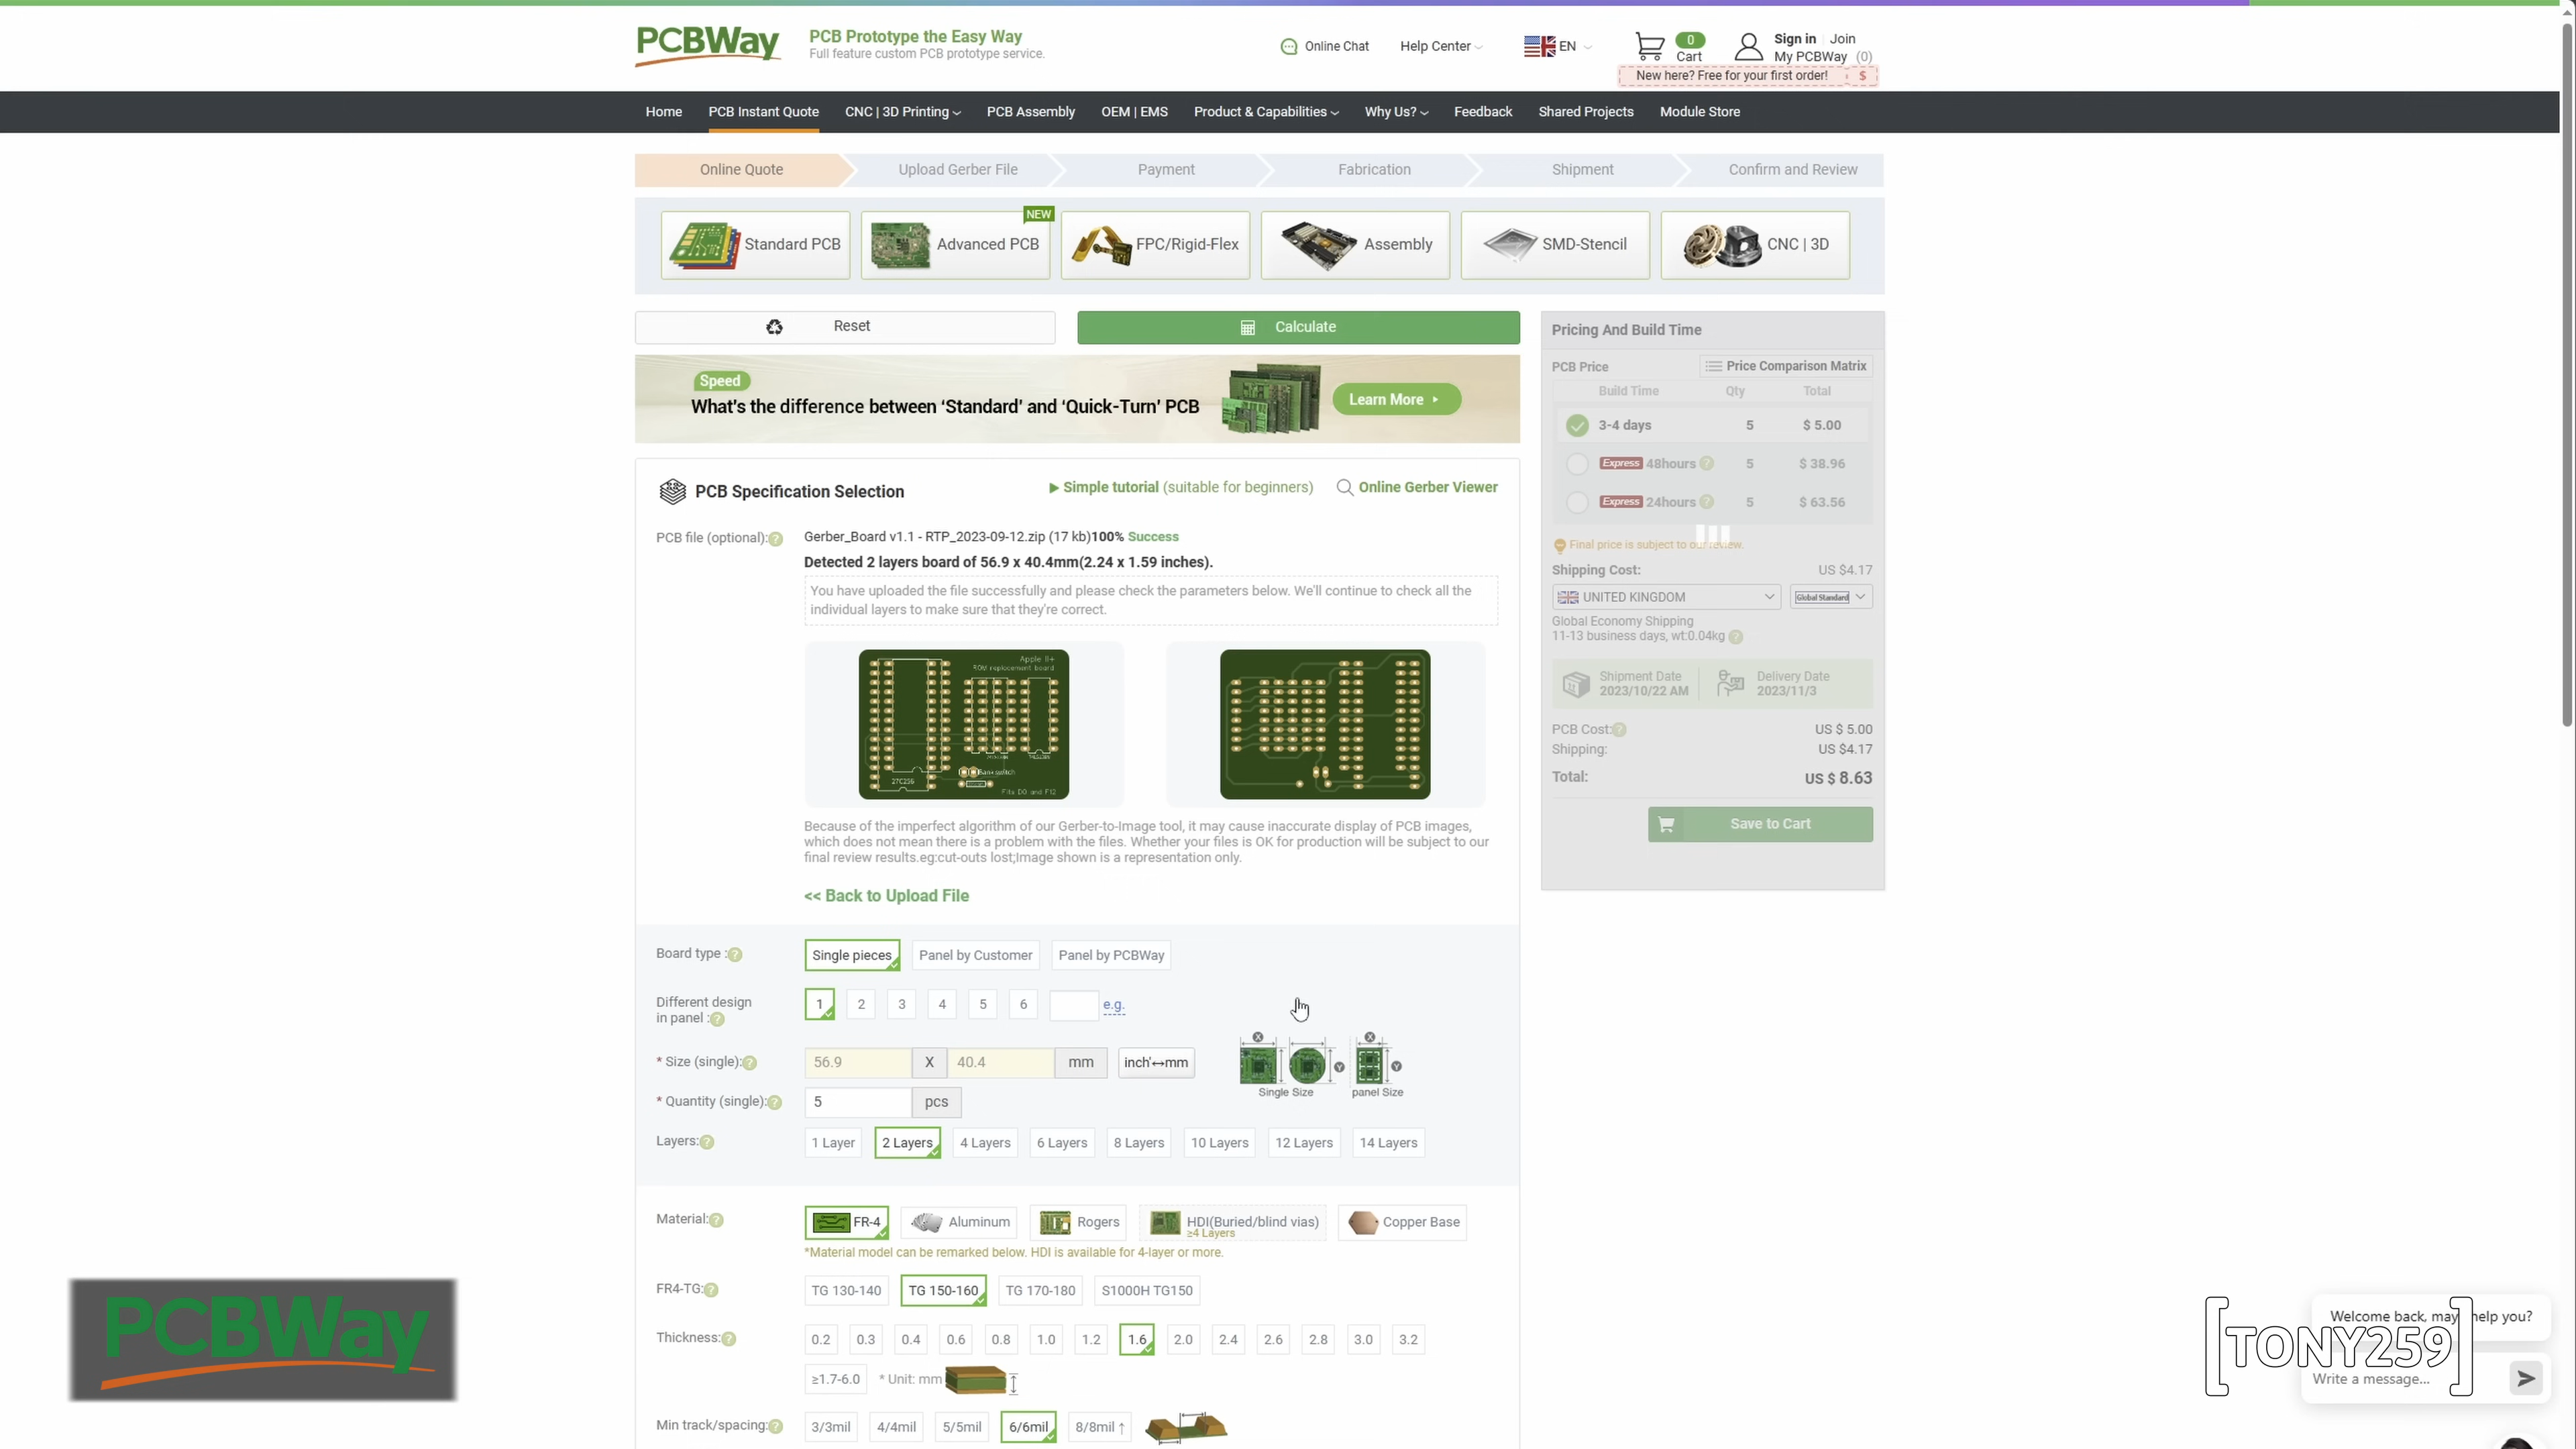 PCBWay
PCB Prototype the Easy Way
Full feature custom PCB prototype service.
Online Chat
Help Center
EN
0
Cart
Sign in
Join
My PCBWay
(0)
New here? Free for your first order!
$
Home
PCB Instant Quote
CNC | 3D Printing
PCB Assembly
OEM | EMS
Product & Capabilities
Why Us?
Feedback
Shared Projects
Module Store
Online Quote
Upload Gerber File
Payment
Fabrication
Shipment
Confirm and Review
Standard PCB
NEW
Advanced PCB
FPC/Rigid-Flex
Assembly
SMD-Stencil
CNC | 3D
Reset
Calculate
Speed
What's the difference between 'Standard' and 'Quick-Turn' PCB
Learn More
PCB Specification Selection
Simple tutorial (suitable for beginners)
Online Gerber Viewer
PCB file (optional):?
Gerber_Board v1.1 - RTP_2023-09-12.zip (17 kb)100% Success
Detected 2 layers board of 56.9 x 40.4mm(2.24 x 1.59 inches).
You have uploaded the file successfully and please check the parameters below. We'll continue to check all the
individual layers to make sure that they're correct.
Apple II+
ROM replacement board
27C256
Fits D0 and F12
Because of the imperfect algorithm of our Gerber-to-Image tool, it may cause inaccurate display of PCB images,
which does not mean there is a problem with the files. Whether your files is OK for production will be subject to our
final review results.eg:cut-outs lost;Image shown is a representation only.
<< Back to Upload File
Board type :?
Single pieces
Panel by Customer
Panel by PCBWay
Different design
in panel :?
1
2
3
4
5
6
e.g.
* Size (single):?
56.9
X
40.4
mm
inch'↔mm
X
X
Y
Y
Single Size
panel Size
* Quantity (single):?
5
pcs
Layers:?
1 Layer
2 Layers
4 Layers
6 Layers
8 Layers
10 Layers
12 Layers
14 Layers
Material:?
FR-4
Aluminum
Rogers
HDI(Buried/blind vias)
≥4 Layers
Copper Base
*Material model can be remarked below. HDI is available for 4-layer or more.
FR4-TG:?
TG 130-140
TG 150-160
TG 170-180
S1000H TG150
Thickness:?
0.2
0.3
0.4
0.6
0.8
1.0
1.2
1.6
2.0
2.4
2.6
2.8
3.0
3.2
≥1.7-6.0
* Unit: mm
Min track/spacing:?
3/3mil
4/4mil
5/5mil
6/6mil
8/8mil ↑
Pricing And Build Time
PCB Price
Price Comparison Matrix
Build Time
Qty
Total
3-4 days
5
$ 5.00
Express 48hours ?
5
$ 38.96
Express 24hours ?
5
$ 63.56
Final price is subject to our review.
Shipping Cost:
US $4.17
UNITED KINGDOM
Global Standard
Global Economy Shipping
11-13 business days, wt:0.04kg ?
Shipment Date
2023/10/22 AM
Delivery Date
2023/11/3
PCB Cost:?
US $ 5.00
Shipping:
US $4.17
Total:
US $ 8.63
Save to Cart
PCBWay
Welcome back, may help you?
[TONY259]
Write a message...